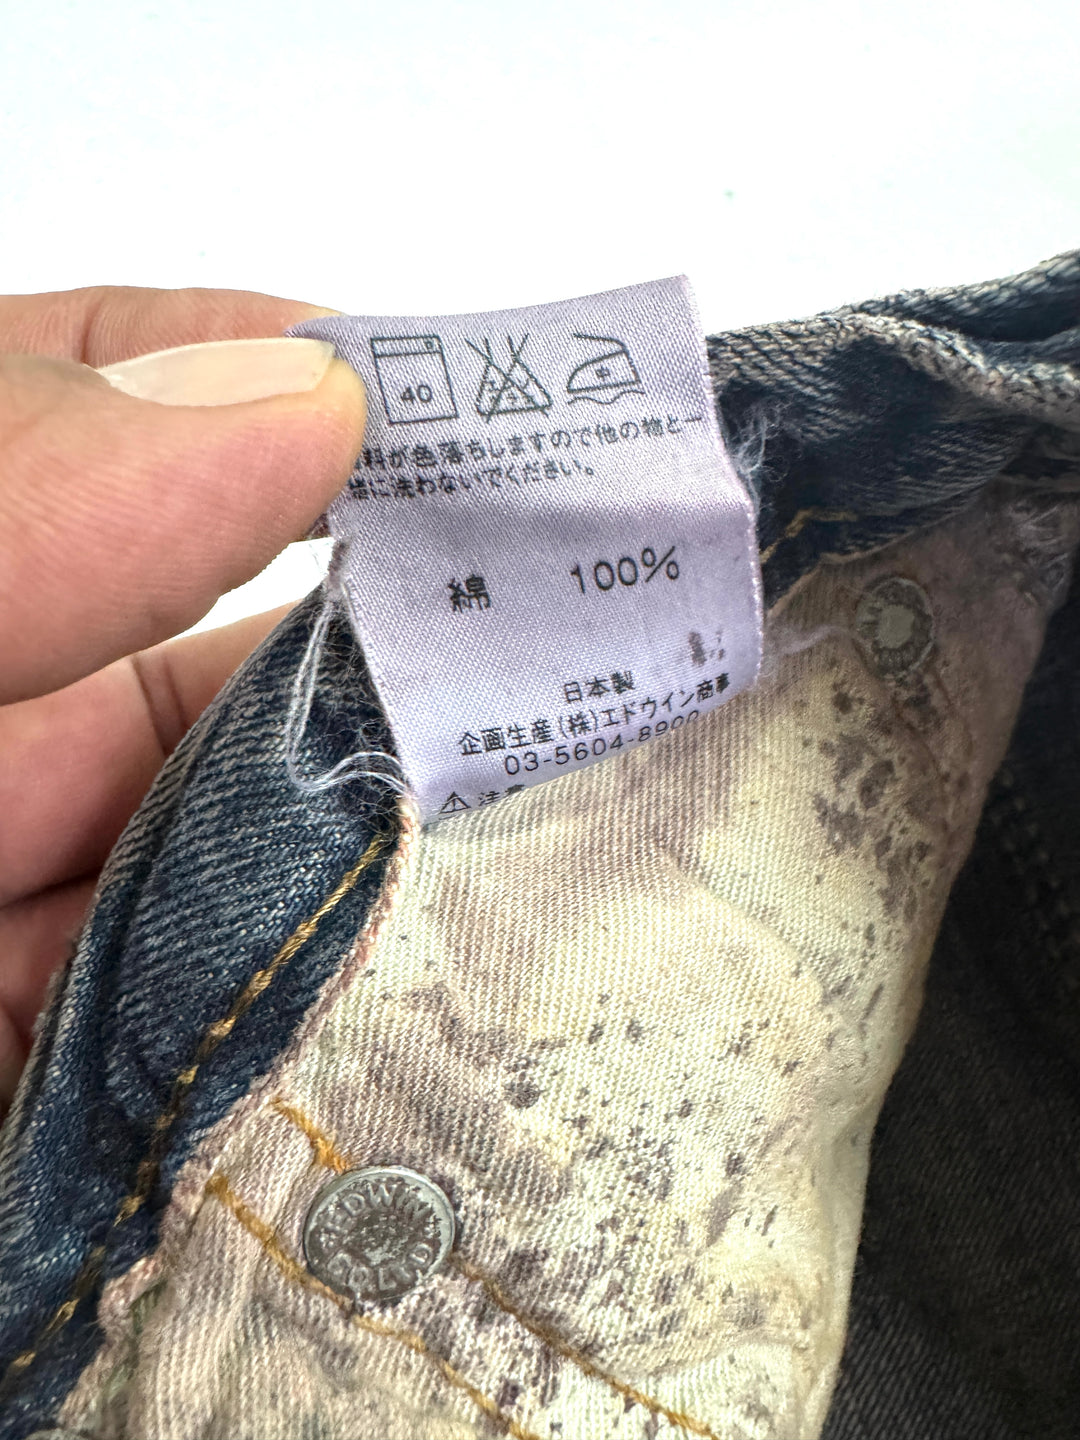 40
料が色落ちしますので他の物と一
緒に洗わないでください。
綿 100%
日本製
企画生産(株)エドウイン商事
03-5604-8900
注意
EDWIN
CO.LTD